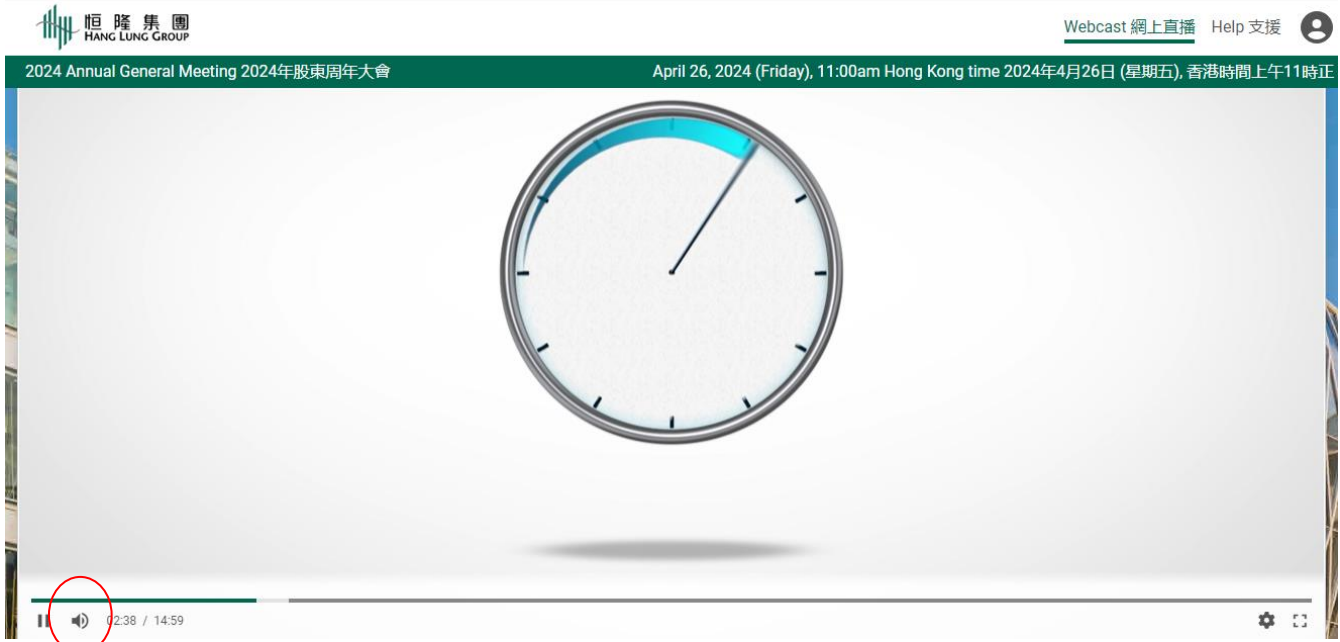 恒隆集團
HANG LUNG GROUP
Webcast 網上直播 Help 支援
2024 Annual General Meeting 2024年股東周年大會
April 26, 2024 (Friday), 11:00am Hong Kong time 2024年4月26日 (星期五), 香港時間上午11時正
02:38 / 14:59